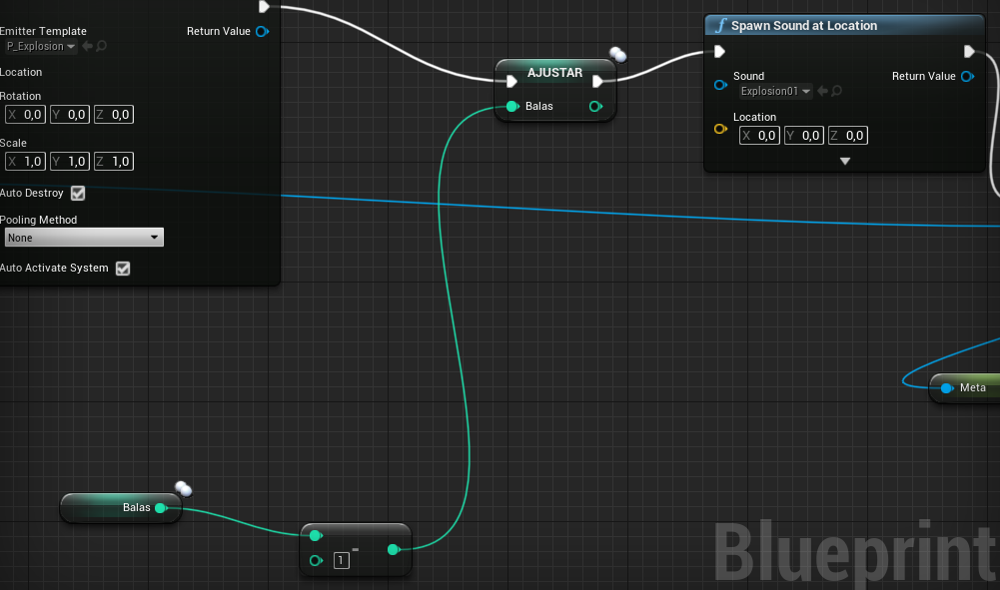 Emitter Template
P_Explosion
Return Value
Location
Rotation
X 0,0 Y 0,0 Z 0,0
Scale
X 1,0 Y 1,0 Z 1,0
Auto Destroy
Pooling Method
None
Auto Activate System
AJUSTAR
Balas
f Spawn Sound at Location
Sound
Explosion01
Return Value
Location
X 0,0 Y 0,0 Z 0,0
Meta
Balas
-
1
Blueprint